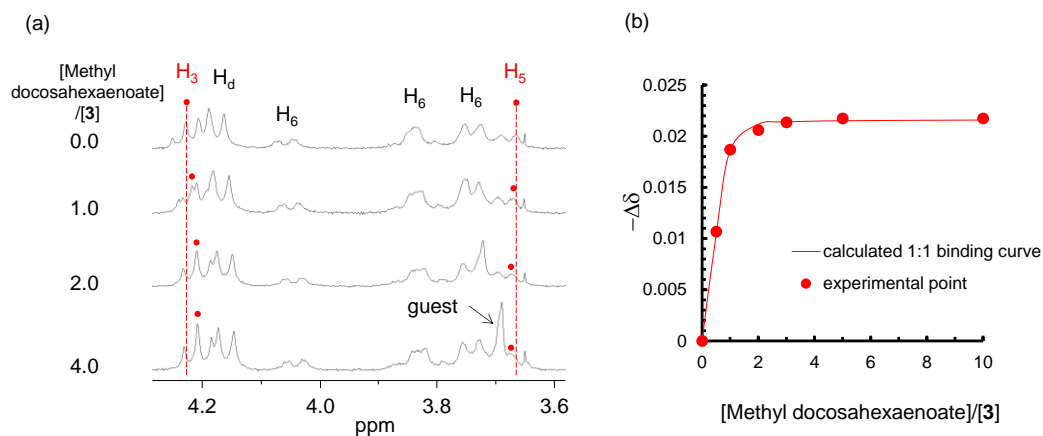 (a)
[Methyl
docosahexaenoate]
/[3]
H3
Hd
H6
H6
H6
H5
0.0
1.0
2.0
4.0
guest
4.2
4.0
3.8
3.6
ppm
(b)
0.025
0.02
0.015
0.01
0.005
0
−Δδ
calculated 1:1 binding curve
experimental point
0
2
4
6
8
10
[Methyl docosahexaenoate]/[3]